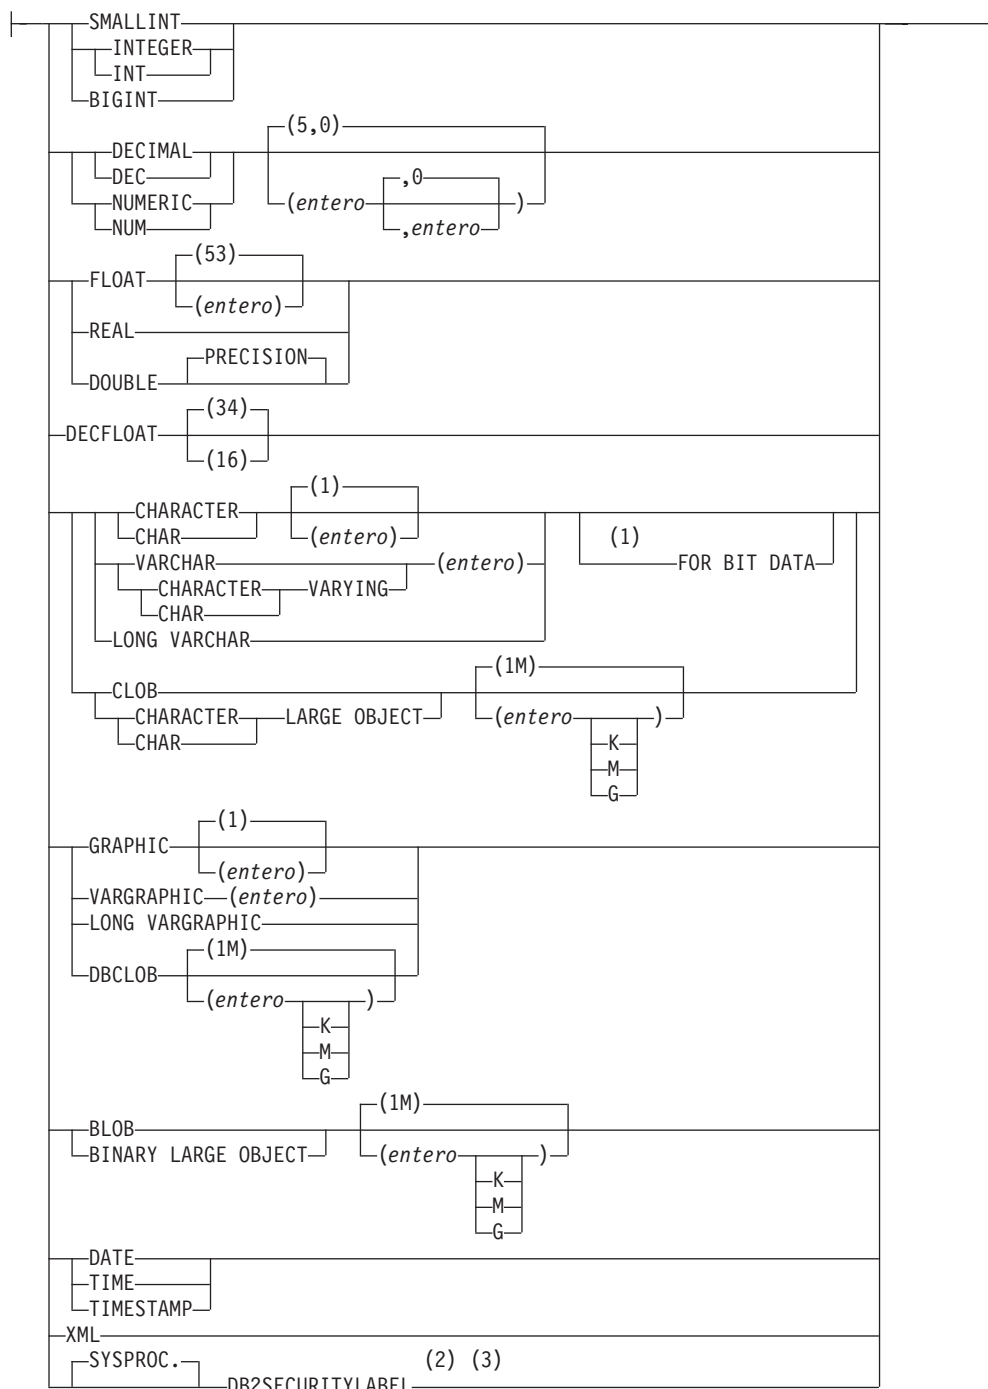 SMALLINT
INTEGER
INT
BIGINT
(5,0)
DECIMAL
DEC
,0
NUMERIC
(entero
)
NUM
,entero
(53)
FLOAT
(entero)
REAL
PRECISION
DOUBLE
(34)
DECFLOAT
(16)
(1)
CHARACTER
CHAR
(entero)
(1)
VARCHAR
(entero)
FOR BIT DATA
CHARACTER
VARYING
CHAR
LONG VARCHAR
(1M)
CLOB
CHARACTER
LARGE OBJECT
(entero
)
CHAR
K
M
G
(1)
GRAPHIC
(entero)
VARGRAPHIC
(entero)
LONG VARGRAPHIC
(1M)
DBCLOB
(entero
)
K
M
G
(1M)
BLOB
BINARY LARGE OBJECT
(entero
)
K
M
G
DATE
TIME
TIMESTAMP
XML
SYSPROC.
(2) (3)
DB2SECURITYLABEL